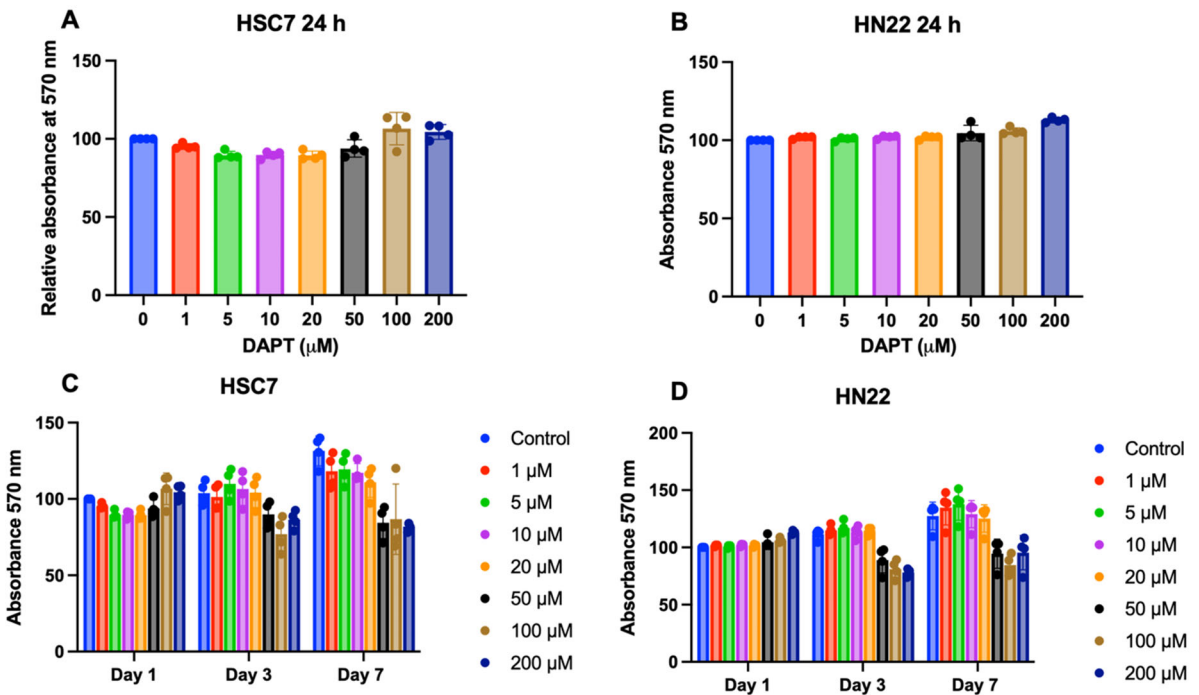 A
HSC7 24 h
Relative absorbance at 570 nm
150
100
50
0
0 1 5 10 20 50 100 200
DAPT (μM)
B
HN22 24 h
Absorbance 570 nm
150
100
50
0
0 1 5 10 20 50 100 200
DAPT (μM)
C
HSC7
Absorbance 570 nm
150
100
50
0
Day 1 Day 3 Day 7
Control
1 μM
5 μM
10 μM
20 μM
50 μM
100 μM
200 μM
D
HN22
Absorbance 570 nm
200
150
100
50
0
Day 1 Day 3 Day 7
Control
1 μM
5 μM
10 μM
20 μM
50 μM
100 μM
200 μM